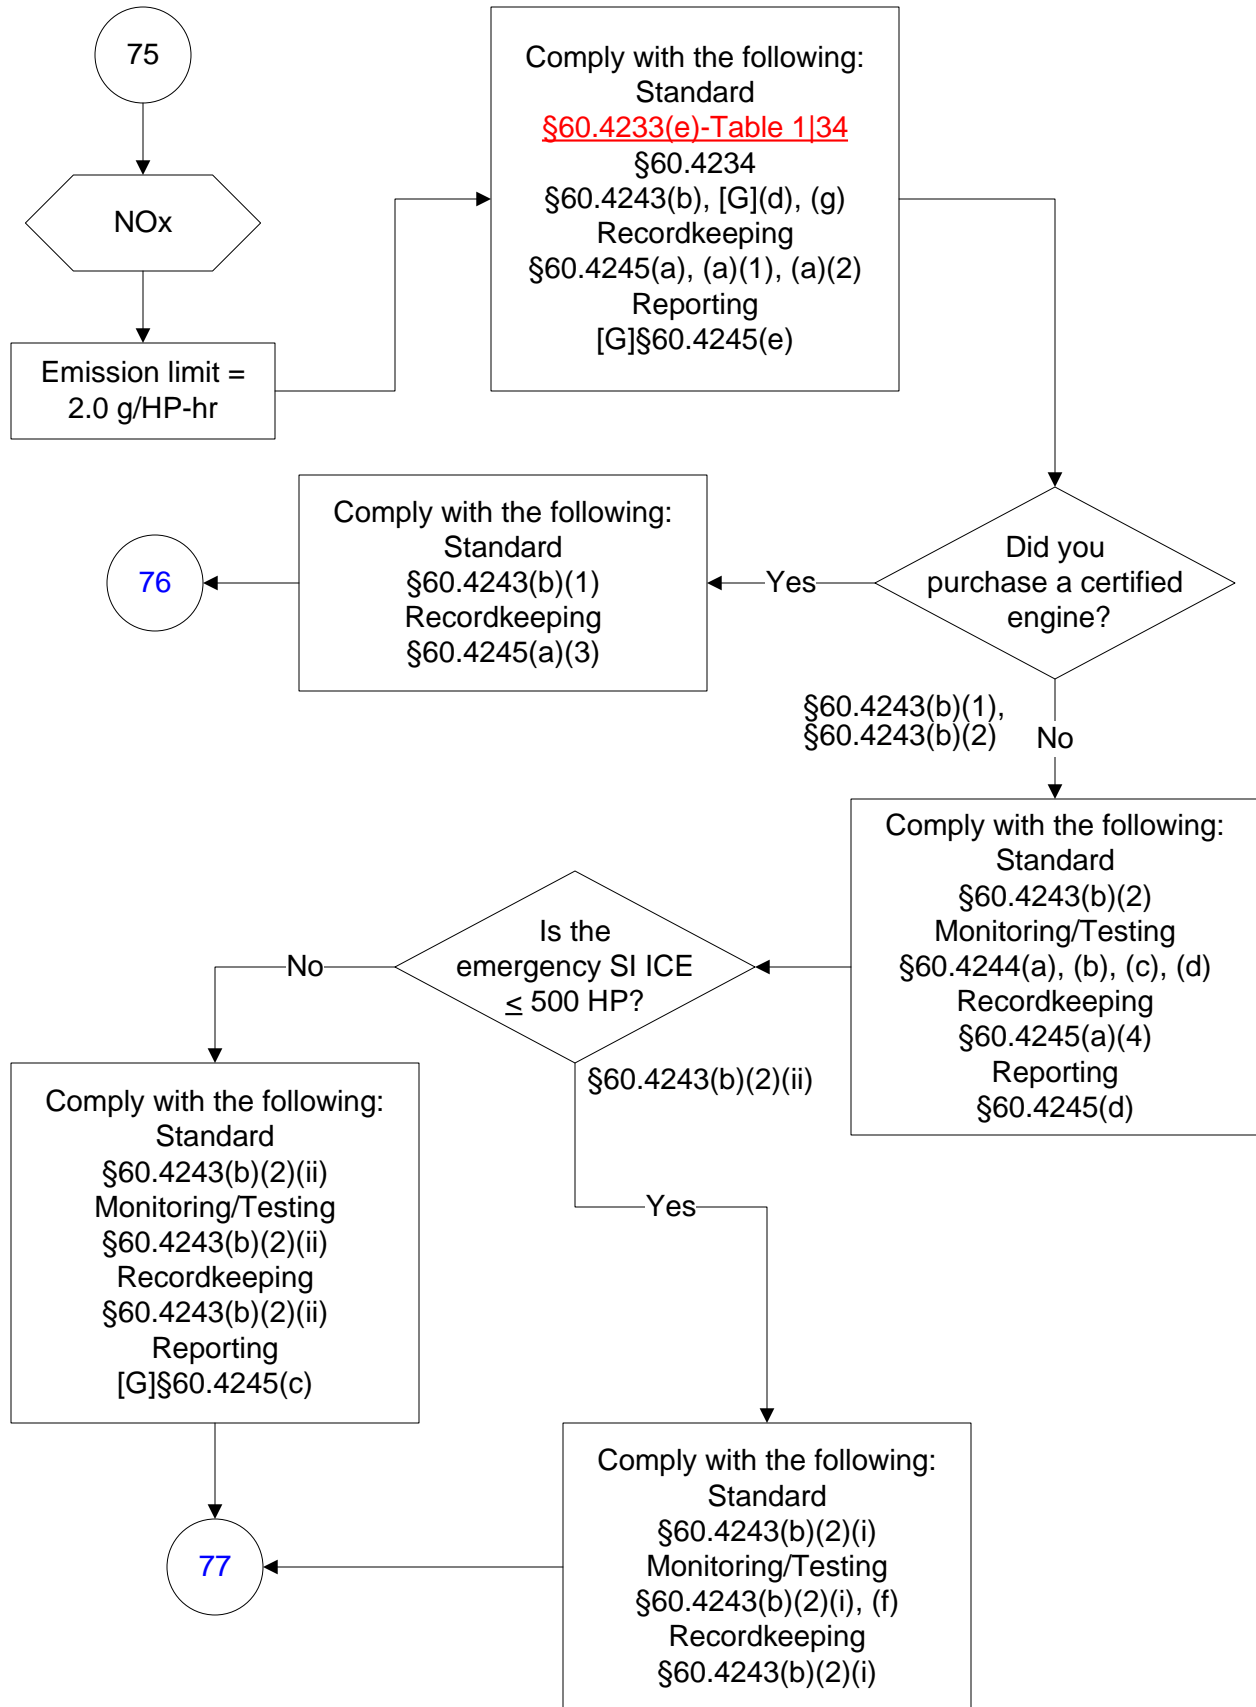 75
NOx
Emission limit =
2.0 g/HP-hr
Comply with the following:
Standard
§60.4233(e)-Table 1|34
§60.4234
§60.4243(b), [G](d), (g)
Recordkeeping
§60.4245(a), (a)(1), (a)(2)
Reporting
[G]§60.4245(e)
Did you
purchase a certified
engine?
Yes
Comply with the following:
Standard
§60.4243(b)(1)
Recordkeeping
§60.4245(a)(3)
76
§60.4243(b)(1),
§60.4243(b)(2)
No
Comply with the following:
Standard
§60.4243(b)(2)
Monitoring/Testing
§60.4244(a), (b), (c), (d)
Recordkeeping
§60.4245(a)(4)
Reporting
§60.4245(d)
Is the
emergency SI ICE
≤ 500 HP?
No
§60.4243(b)(2)(ii)
Comply with the following:
Standard
§60.4243(b)(2)(ii)
Monitoring/Testing
§60.4243(b)(2)(ii)
Recordkeeping
§60.4243(b)(2)(ii)
Reporting
[G]§60.4245(c)
Yes
Comply with the following:
Standard
§60.4243(b)(2)(i)
Monitoring/Testing
§60.4243(b)(2)(i), (f)
Recordkeeping
§60.4243(b)(2)(i)
77